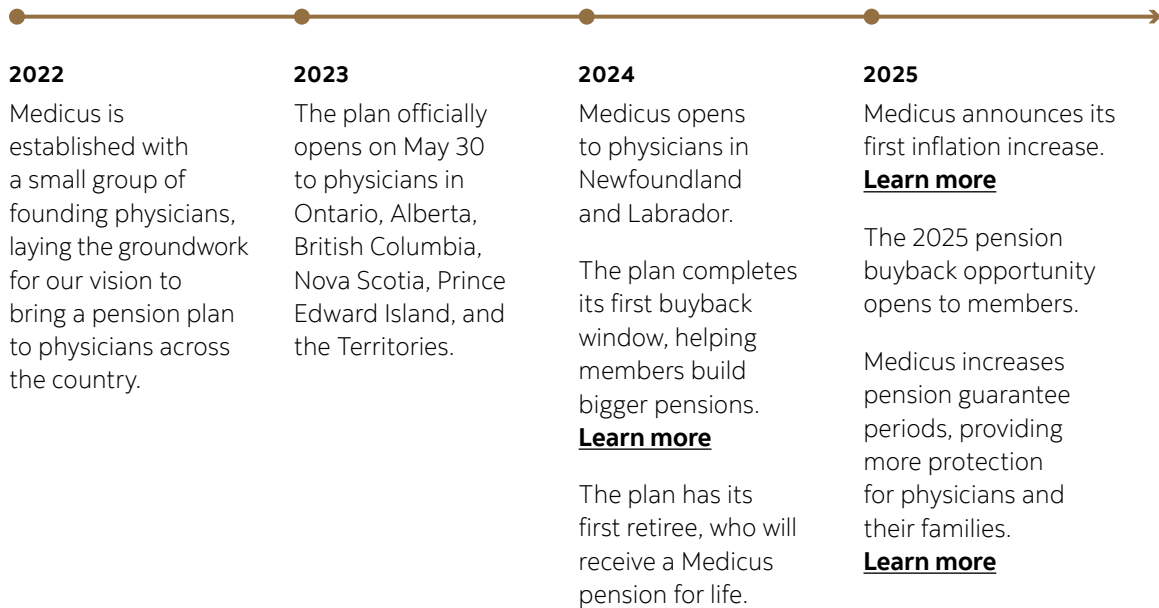 2022
Medicus is
established with
a small group of
founding physicians,
laying the groundwork
for our vision to
bring a pension plan
to physicians across
the country.
2023
The plan officially
opens on May 30
to physicians in
Ontario, Alberta,
British Columbia,
Nova Scotia, Prince
Edward Island, and
the Territories.
2024
Medicus opens
to physicians in
Newfoundland
and Labrador.
The plan completes
its first buyback
window, helping
members build
bigger pensions.
Learn more
The plan has its
first retiree, who will
receive a Medicus
pension for life.
2025
Medicus announces its
first inflation increase.
Learn more
The 2025 pension
buyback opportunity
opens to members.
Medicus increases
pension guarantee
periods, providing
more protection
for physicians and
their families.
Learn more